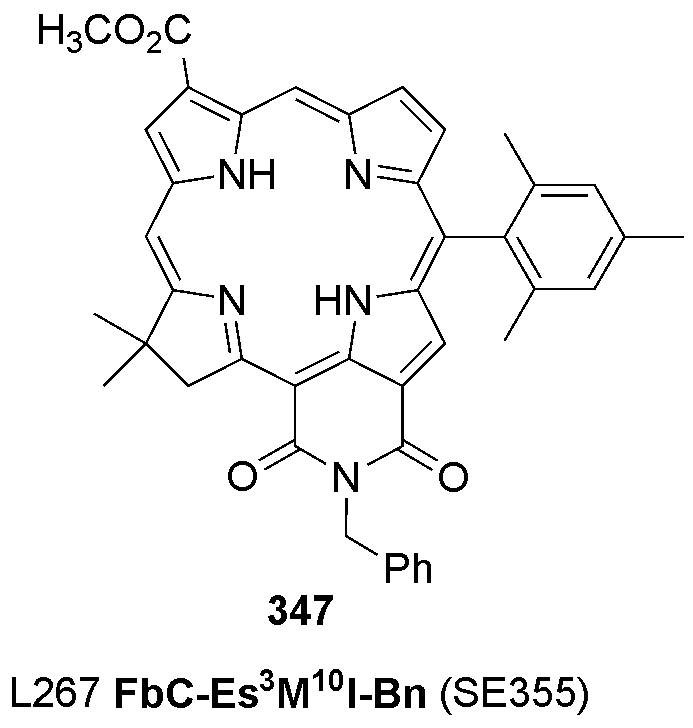 H₃CO₂C
NH
N
N
HN
O
N
O
Ph
347
L267 FbC-Es³M¹⁰I-Bn (SE355)